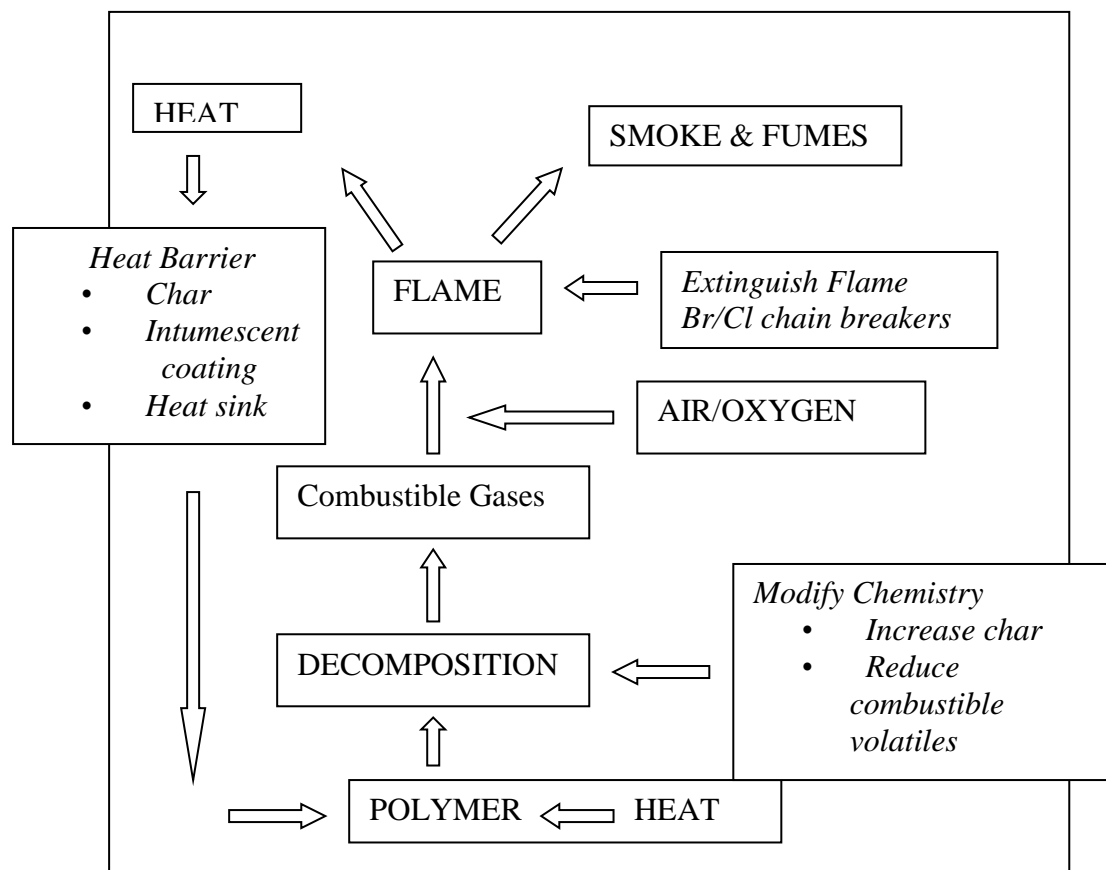 HEAT
SMOKE & FUMES
Heat Barrier
• Char
• Intumescent
coating
• Heat sink
FLAME
Extinguish Flame
Br/Cl chain breakers
AIR/OXYGEN
Combustible Gases
Modify Chemistry
• Increase char
• Reduce
combustible
volatiles
DECOMPOSITION
POLYMER HEAT